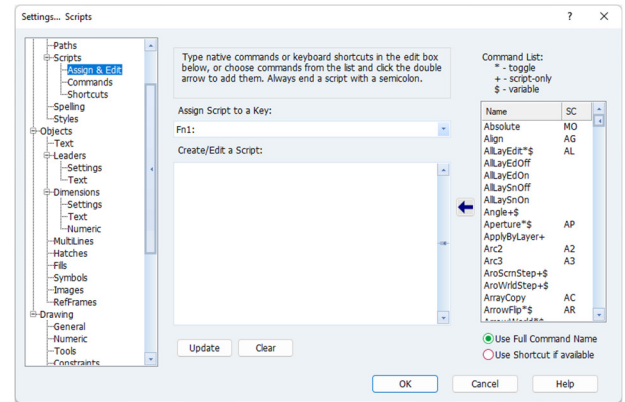 Settings... Scripts
?
Paths
Scripts
Assign & Edit
Commands
Shortcuts
Spelling
Styles
Objects
Text
Leaders
Settings
Text
Dimensions
Settings
Text
Numeric
MultiLines
Hatches
Fills
Symbols
Images
RefFrames
Drawing
General
Numeric
Tools
Constraints
Type native commands or keyboard shortcuts in the edit box
below, or choose commands from the list and click the double
arrow to add them. Always end a script with a semicolon.
Assign Script to a Key:
Fn1:
Create/Edit a Script:
Update Clear
Command List:
* - toggle
+ - script-only
$ - variable
Name SC
Absolute MO
Align AG
AllLayEdit*$ AL
AllLayEdOff
AllLayEdOn
AllLaySnOff
AllLaySnOn
Angle+$
Aperture*$ AP
ApplyByLayer+
Arc2 A2
Arc3 A3
AroScrnStep+$
AroWrldStep+$
ArrayCopy AC
ArrowFlip*$ AR
Use Full Command Name
Use Shortcut if available
OK Cancel Help